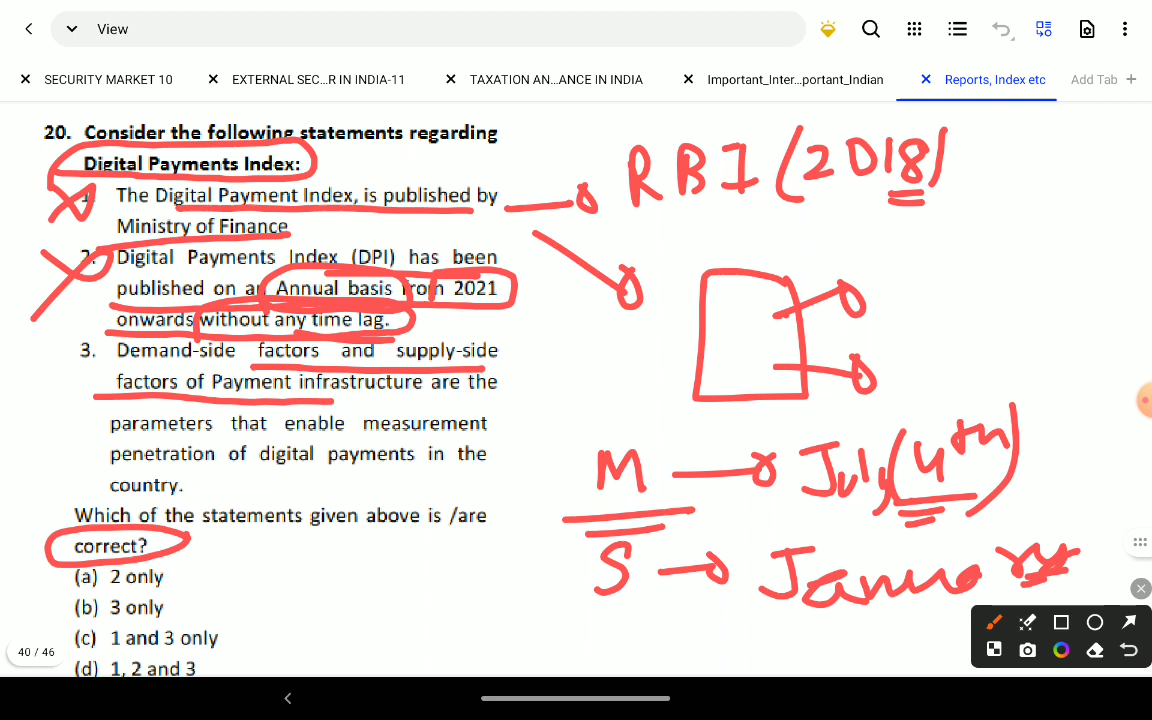 View
SECURITY MARKET 10
EXTERNAL SEC...R IN INDIA-11
TAXATION AN...ANCE IN INDIA
Important_Inter...portant_Indian
Reports, Index etc
Add Tab +
20. Consider the following statements regarding
Digital Payments Index:
1. The Digital Payment Index, is published by
Ministry of Finance
2. Digital Payments Index (DPI) has been
published on an Annual basis from 2021
onwards without any time lag.
3. Demand-side factors and supply-side
factors of Payment infrastructure are the
parameters that enable measurement
penetration of digital payments in the
country.
Which of the statements given above is /are
correct?
(a) 2 only
(b) 3 only
(c) 1 and 3 only
(d) 1, 2 and 3
RBI (2018)
M → July (4th)
S → January
40 / 46